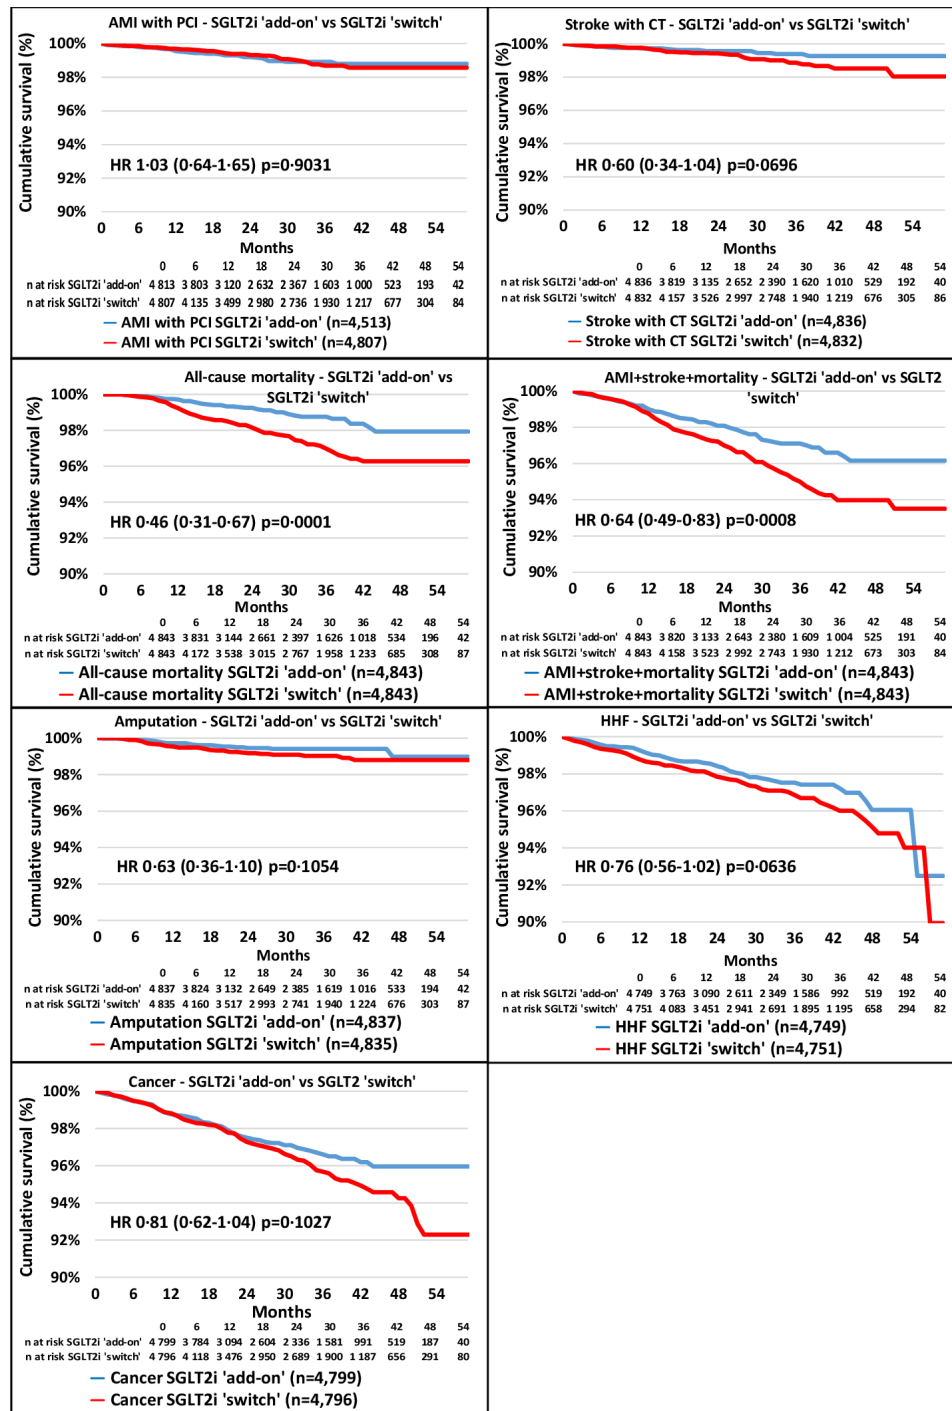 AMI with PCI - SGLT2i 'add-on' vs SGLT2i 'switch'
Cumulative survival (%)
100%
98%
96%
94%
92%
90%
HR 1·03 (0·64-1·65) p=0·9031
0 6 12 18 24 30 36 42 48 54
Months
0 6 12 18 24 30 36 42 48 54
n at risk SGLT2i 'add-on' 4 813 3 803 3 120 2 632 2 367 1 603 1 000 523 193 42
n at risk SGLT2i 'switch' 4 807 4 135 3 499 2 980 2 736 1 930 1 217 677 304 84
AMI with PCI SGLT2i 'add-on' (n=4,513)
AMI with PCI SGLT2i 'switch' (n=4,807)
Stroke with CT - SGLT2i 'add-on' vs SGLT2i 'switch'
Cumulative survival (%)
100%
98%
96%
94%
92%
90%
HR 0·60 (0·34-1·04) p=0·0696
0 6 12 18 24 30 36 42 48 54
Months
0 6 12 18 24 30 36 42 48 54
n at risk SGLT2i 'add-on' 4 836 3 819 3 135 2 652 2 390 1 620 1 010 529 192 40
n at risk SGLT2i 'switch' 4 832 4 157 3 526 2 997 2 748 1 940 1 219 676 305 86
Stroke with CT SGLT2i 'add-on' (n=4,836)
Stroke with CT SGLT2i 'switch' (n=4,832)
All-cause mortality - SGLT2i 'add-on' vs
SGLT2i 'switch'
Cumulative survival (%)
100%
98%
96%
94%
92%
90%
HR 0·46 (0·31-0·67) p=0·0001
0 6 12 18 24 30 36 42 48 54
Months
0 6 12 18 24 30 36 42 48 54
n at risk SGLT2i 'add-on' 4 843 3 831 3 144 2 661 2 397 1 626 1 018 534 196 42
n at risk SGLT2i 'switch' 4 843 4 172 3 538 3 015 2 767 1 958 1 233 685 308 87
All-cause mortality SGLT2i 'add-on' (n=4,843)
All-cause mortality SGLT2i 'switch' (n=4,843)
AMI+stroke+mortality - SGLT2i 'add-on' vs SGLT2
'switch'
Cumulative survival (%)
100%
98%
96%
94%
92%
90%
HR 0·64 (0·49-0·83) p=0·0008
0 6 12 18 24 30 36 42 48 54
Months
0 6 12 18 24 30 36 42 48 54
n at risk SGLT2i 'add-on' 4 843 3 820 3 133 2 643 2 380 1 609 1 004 525 191 40
n at risk SGLT2i 'switch' 4 843 4 158 3 523 2 992 2 743 1 930 1 212 673 303 84
AMI+stroke+mortality SGLT2i 'add-on' (n=4,843)
AMI+stroke+mortality SGLT2i 'switch' (n=4,843)
Amputation - SGLT2i 'add-on' vs SGLT2i 'switch'
Cumulative survival (%)
100%
98%
96%
94%
92%
90%
HR 0·63 (0·36-1·10) p=0·1054
0 6 12 18 24 30 36 42 48 54
Months
0 6 12 18 24 30 36 42 48 54
n at risk SGLT2i 'add-on' 4 837 3 824 3 132 2 649 2 385 1 619 1 016 533 194 42
n at risk SGLT2i 'switch' 4 835 4 160 3 517 2 993 2 741 1 940 1 224 676 303 87
Amputation SGLT2i 'add-on' (n=4,837)
Amputation SGLT2i 'switch' (n=4,835)
HHF - SGLT2i 'add-on' vs SGLT2i 'switch'
Cumulative survival (%)
100%
98%
96%
94%
92%
90%
HR 0·76 (0·56-1·02) p=0·0636
0 6 12 18 24 30 36 42 48 54
Months
0 6 12 18 24 30 36 42 48 54
n at risk SGLT2i 'add-on' 4 749 3 763 3 090 2 611 2 349 1 586 992 519 192 40
n at risk SGLT2i 'switch' 4 751 4 083 3 451 2 941 2 691 1 895 1 195 658 294 82
HHF SGLT2i 'add-on' (n=4,749)
HHF SGLT2i 'switch' (n=4,751)
Cancer - SGLT2i 'add-on' vs SGLT2 'switch'
Cumulative survival (%)
100%
98%
96%
94%
92%
90%
HR 0·81 (0·62-1·04) p=0·1027
0 6 12 18 24 30 36 42 48 54
Months
0 6 12 18 24 30 36 42 48 54
n at risk SGLT2i 'add-on' 4 799 3 784 3 094 2 604 2 336 1 581 991 519 187 40
n at risk SGLT2i 'switch' 4 796 4 118 3 476 2 950 2 689 1 900 1 187 656 291 80
Cancer SGLT2i 'add-on' (n=4,799)
Cancer SGLT2i 'switch' (n=4,796)